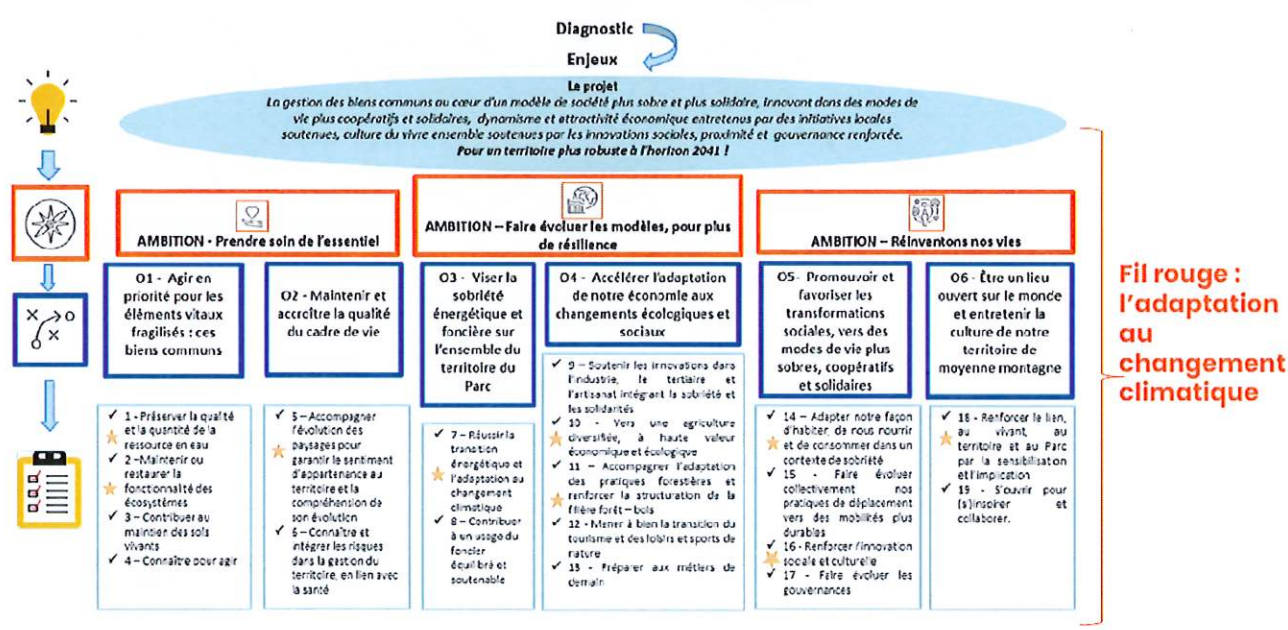 Diagnostic
Enjeux
Le projet
La gestion des biens communs au cœur d'un modèle de société plus sobre et plus solidaire, innovant dans des modes de
vie plus coopératifs et solidaires, dynamisme et attractivité économique entretenus par des initiatives locales
soutenues, culture du vivre ensemble soutenues par les innovations sociales, proximité et gouvernance renforcée.
Pour un territoire plus robuste à l'horizon 2041 !
AMBITION - Prendre soin de l'essentiel
O1 - Agir en
priorité pour les
éléments vitaux
fragilisés : ces
biens communs
✓ 1 - Préserver la qualité
et la quantité de la
ressource en eau
✓ 2 - Maintenir ou
restaurer la
fonctionnalité des
écosystèmes
✓ 3 - Contribuer au
maintien des sols
vivants
✓ 4 - Connaître pour agir
O2 - Maintenir et
accroître la qualité
du cadre de vie
✓ 5 - Accompagner
l'évolution des
paysages pour
garantir le sentiment
d'appartenance au
territoire et la
compréhension de
son évolution
✓ 6 - Connaître et
intégrer les risques
dans la gestion du
territoire, en lien avec
la santé
AMBITION – Faire évoluer les modèles, pour plus
de résilience
O3 - Viser la
sobriété
énergétique et
foncière sur
l'ensemble du
territoire du
Parc
✓ 7 – Réussir la
transition
énergétique et
l'adaptation au
changement
climatique
✓ 8 – Contribuer
à un usage du
foncier
équilibré et
soutenable
O4 - Accélérer l'adaptation
de notre économie aux
changements écologiques et
sociaux
✓ 9 – Soutenir les innovations dans
l'industrie, le tertiaire et
l'artisanat intégrant la sobriété et
les solidarités
✓ 10 - Vers une agriculture
diversifiée, à haute valeur
économique et écologique
✓ 11 – Accompagner l'adaptation
des pratiques forestières et
renforcer la structuration de la
filière forêt – bois
✓ 12 - Mener à bien la transition du
tourisme et des loisirs et sports de
nature
✓ 13 - Préparer aux métiers de
demain
AMBITION – Réinventons nos vies
O5 - Promouvoir et
favoriser les
transformations
sociales, vers des
modes de vie plus
sobres, coopératifs
et solidaires
✓ 14 – Adapter notre façon
d'habiter, de nous nourrir
et de consommer dans un
contexte de sobriété
✓ 15 - Faire évoluer
collectivement nos
pratiques de déplacement
vers des mobilités plus
durables
✓ 16 - Renforcer l'innovation
sociale et culturelle
✓ 17 - Faire évoluer les
gouvernances
O6 - Être un lieu
ouvert sur le monde
et entretenir la
culture de notre
territoire de
moyenne montagne
✓ 18 - Renforcer le lien,
au vivant, au
territoire et au Parc
par la sensibilisation
et l'implication
✓ 19 - S'ouvrir pour
(s')inspirer et
collaborer.
Fil rouge :
l'adaptation
au
changement
climatique